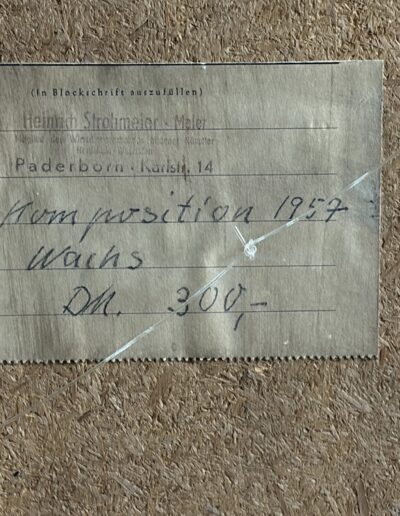 (In Blockschrift auszufüllen)
Heinrich Strohmeier · Maler
Paderborn · Karlstr. 14
Komposition 1957
Wachs
DM. 300,-